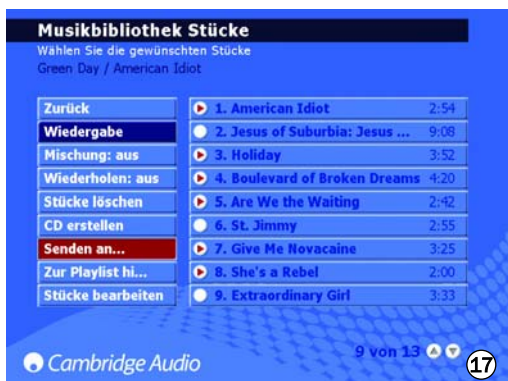 Musikbibliothek Stücke
Wählen Sie die gewünschten Stücke
Green Day / American Idiot
Zurück
Wiedergabe
Mischung: aus
Wiederholen: aus
Stücke löschen
CD erstellen
Senden an...
Zur Playlist hi...
Stücke bearbeiten
1. American Idiot 2:54
2. Jesus of Suburbia: Jesus ... 9:08
3. Holiday 3:52
4. Boulevard of Broken Dreams 4:20
5. Are We the Waiting 2:42
6. St. Jimmy 2:55
7. Give Me Novacaine 3:25
8. She's a Rebel 2:00
9. Extraordinary Girl 3:33
9 von 13
Cambridge Audio
17